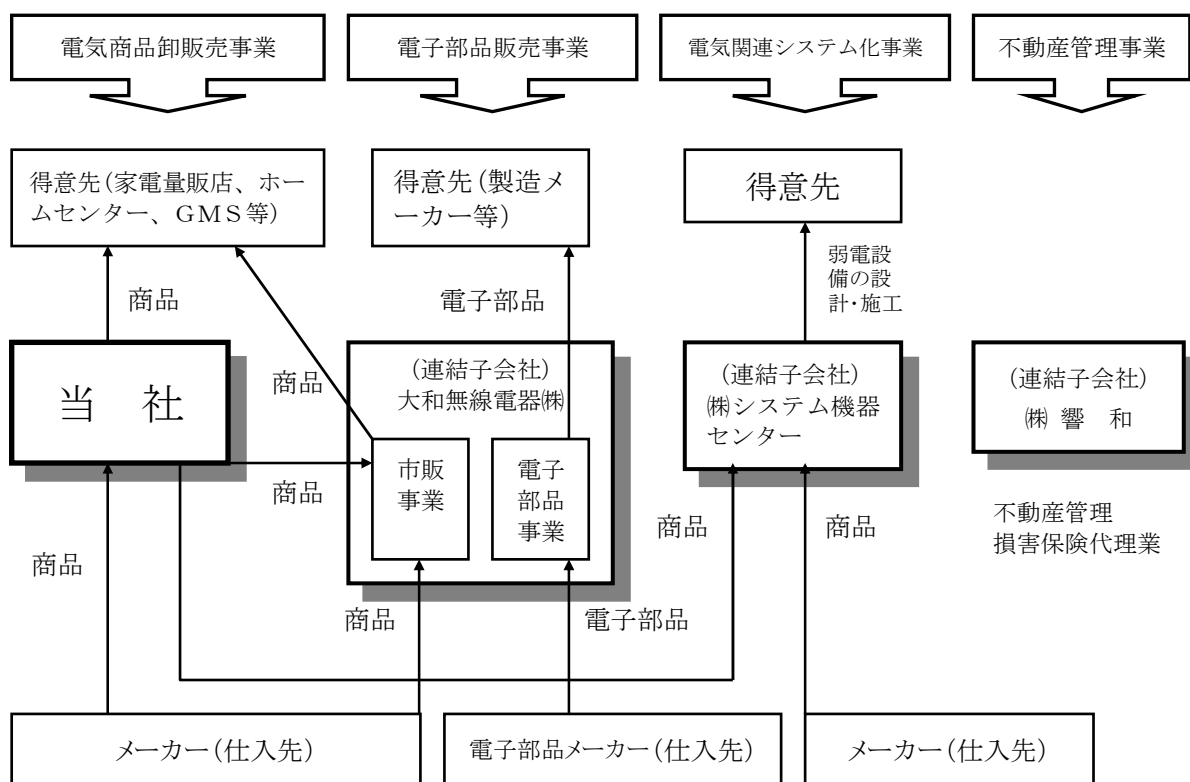 電気商品卸販売事業
電子部品販売事業
電気関連システム化事業
不動産管理事業
得意先(家電量販店、ホー
ムセンター、GMS等)
得意先(製造メ
ーカー等)
得意先
商品
電子部品
弱電設
備の設
計・施工
当 社
商品
(連結子会社)
大和無線電器㈱
(連結子会社)
㈱システム機器
センター
(連結子会社)
㈱ 響 和
商品
市販
事業
電子
部品
事業
商品
商品
不動産管理
損害保険代理業
商品
商品
電子部品
メーカー(仕入先)
電子部品メーカー(仕入先)
メーカー(仕入先)